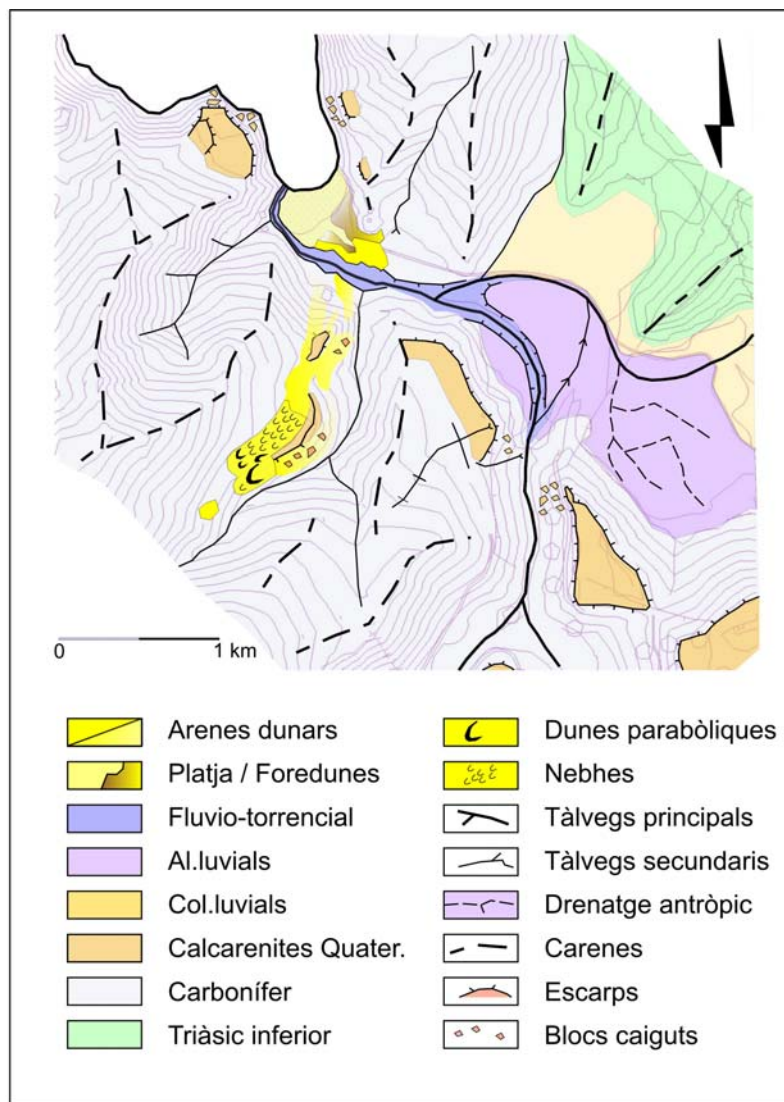 0
1 km
Arenes dunars
Platja / Foredunes
Fluvio-torrencial
Al.luvials
Col.luvials
Calcarenites Quater.
Carbonífer
Triàsic inferior
Dunes parabòliques
Nebhes
Tàlvegs principals
Tàlvegs secundaris
Drenatge antròpic
Carenes
Escarps
Blocs caiguts